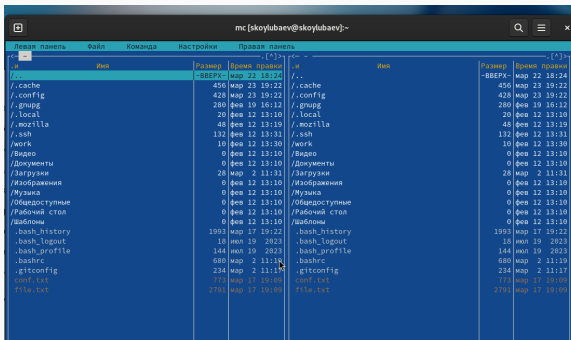 mc [skoylubaev@skoylubaev]:~
Левая панель Файл Команда Настройки Правая панель
<- ~ .[^]> <- ~ .[^]>
.и Имя Размер Время правки .и Имя Размер Время правки
/.. -ВВЕРХ- мар 22 18:24 /.. -ВВЕРХ- мар 22 18:24
/.cache 456 мар 23 19:22 /.cache 456 мар 23 19:22
/.config 428 мар 23 19:22 /.config 428 мар 23 19:22
/.gnupg 280 фев 19 16:12 /.gnupg 280 фев 19 16:12
/.local 20 фев 12 13:10 /.local 20 фев 12 13:10
/.mozilla 48 фев 12 13:19 /.mozilla 48 фев 12 13:19
/.ssh 132 фев 12 13:31 /.ssh 132 фев 12 13:31
/work 10 фев 12 13:30 /work 10 фев 12 13:30
/Видео 0 фев 12 13:10 /Видео 0 фев 12 13:10
/Документы 0 фев 12 13:10 /Документы 0 фев 12 13:10
/Загрузки 28 мар 2 11:31 /Загрузки 28 мар 2 11:31
/Изображения 0 фев 12 13:10 /Изображения 0 фев 12 13:10
/Музыка 0 фев 12 13:10 /Музыка 0 фев 12 13:10
/Общедоступные 0 фев 12 13:10 /Общедоступные 0 фев 12 13:10
/Рабочий стол 0 фев 12 13:10 /Рабочий стол 0 фев 12 13:10
/Шаблоны 0 фев 12 13:10 /Шаблоны 0 фев 12 13:10
.bash_history 1993 мар 17 19:22 .bash_history 1993 мар 17 19:22
.bash_logout 18 июл 19 2023 .bash_logout 18 июл 19 2023
.bash_profile 144 июл 19 2023 .bash_profile 144 июл 19 2023
.bashrc 680 мар 2 11:19 .bashrc 680 мар 2 11:19
.gitconfig 234 мар 2 11:17 .gitconfig 234 мар 2 11:17
conf.txt 773 мар 17 19:09 conf.txt 773 мар 17 19:09
file.txt 2791 мар 17 19:09 file.txt 2791 мар 17 19:09